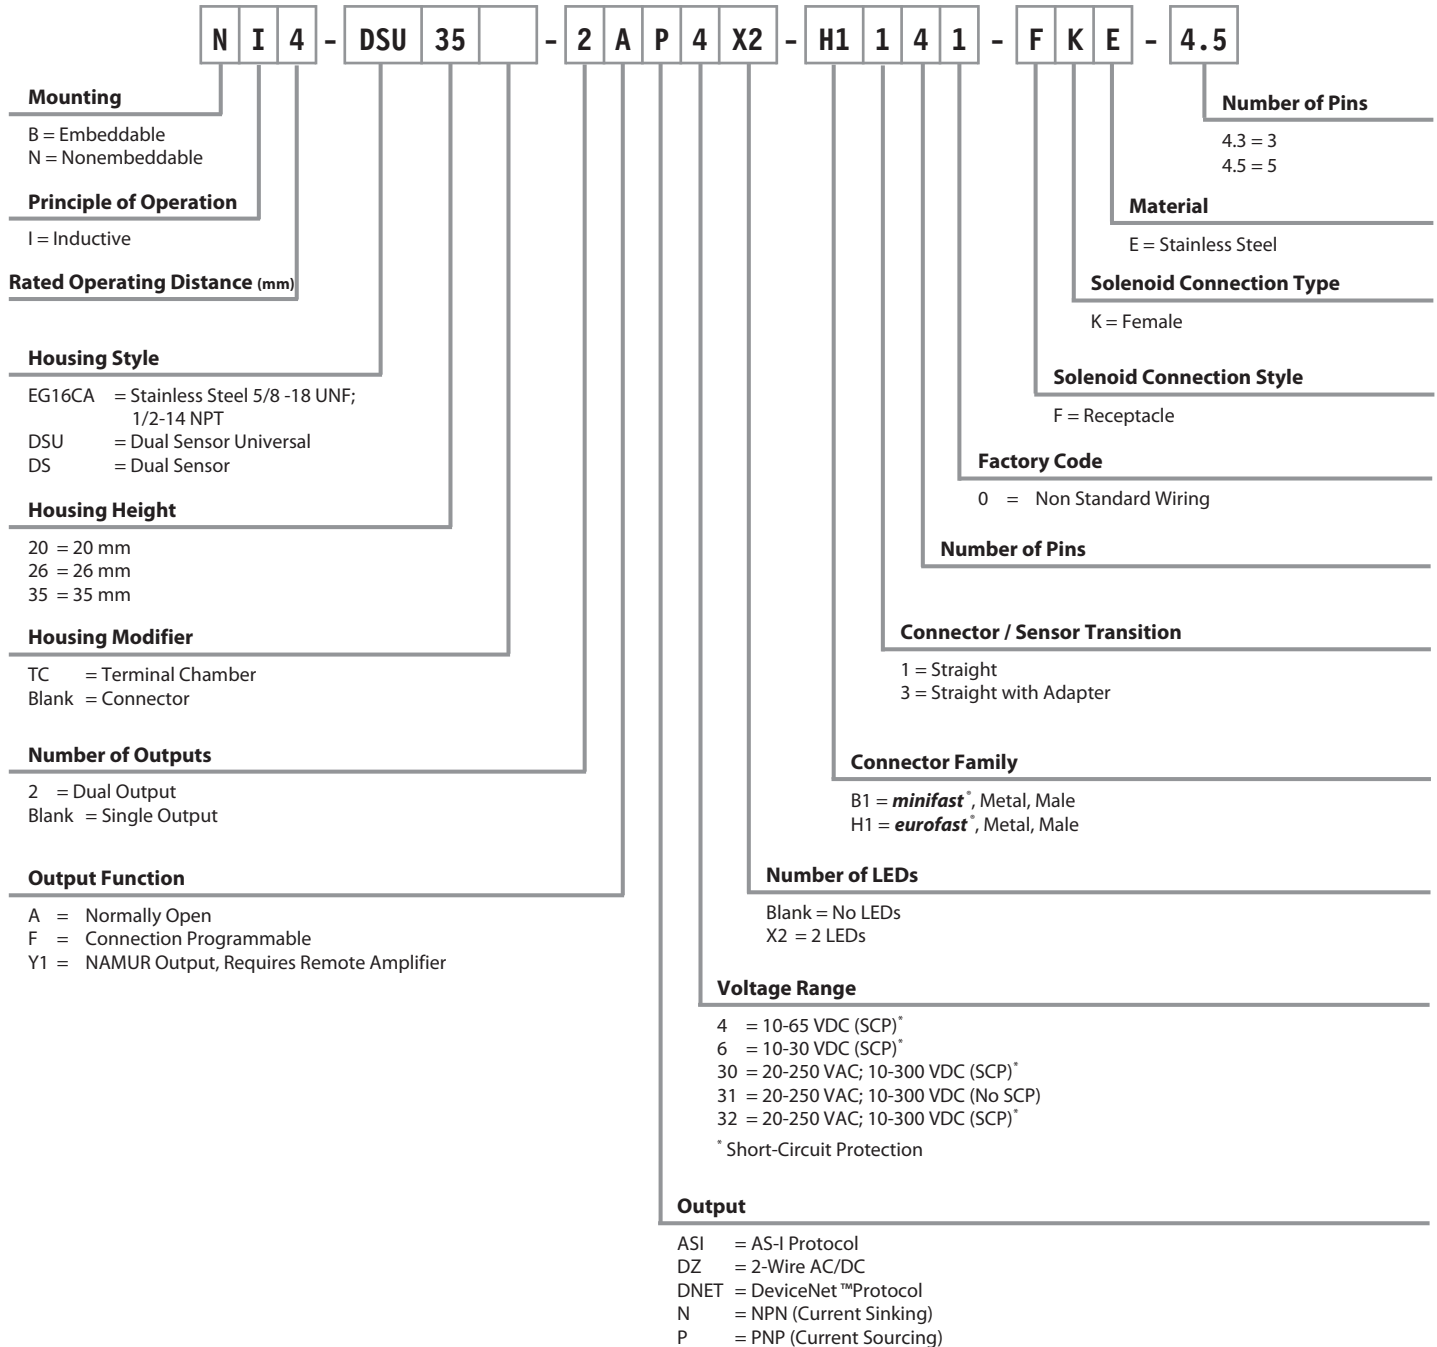 N I 4 - DSU 35 - 2 A P 4 X2 - H1 1 4 1 - F K E - 4.5
Mounting
B = Embeddable
N = Nonembeddable
Principle of Operation
I = Inductive
Rated Operating Distance (mm)
Housing Style
EG16CA = Stainless Steel 5/8 -18 UNF;
1/2-14 NPT
DSU = Dual Sensor Universal
DS = Dual Sensor
Housing Height
20 = 20 mm
26 = 26 mm
35 = 35 mm
Housing Modifier
TC = Terminal Chamber
Blank = Connector
Number of Outputs
2 = Dual Output
Blank = Single Output
Output Function
A = Normally Open
F = Connection Programmable
Y1 = NAMUR Output, Requires Remote Amplifier
Number of Pins
4.3 = 3
4.5 = 5
Material
E = Stainless Steel
Solenoid Connection Type
K = Female
Solenoid Connection Style
F = Receptacle
Factory Code
0 = Non Standard Wiring
Number of Pins
Connector / Sensor Transition
1 = Straight
3 = Straight with Adapter
Connector Family
B1 = minifast®, Metal, Male
H1 = eurofast®, Metal, Male
Number of LEDs
Blank = No LEDs
X2 = 2 LEDs
Voltage Range
4 = 10-65 VDC (SCP)*
6 = 10-30 VDC (SCP)*
30 = 20-250 VAC; 10-300 VDC (SCP)*
31 = 20-250 VAC; 10-300 VDC (No SCP)
32 = 20-250 VAC; 10-300 VDC (SCP)*
* Short-Circuit Protection
Output
ASI = AS-I Protocol
DZ = 2-Wire AC/DC
DNET = DeviceNet ™Protocol
N = NPN (Current Sinking)
P = PNP (Current Sourcing)